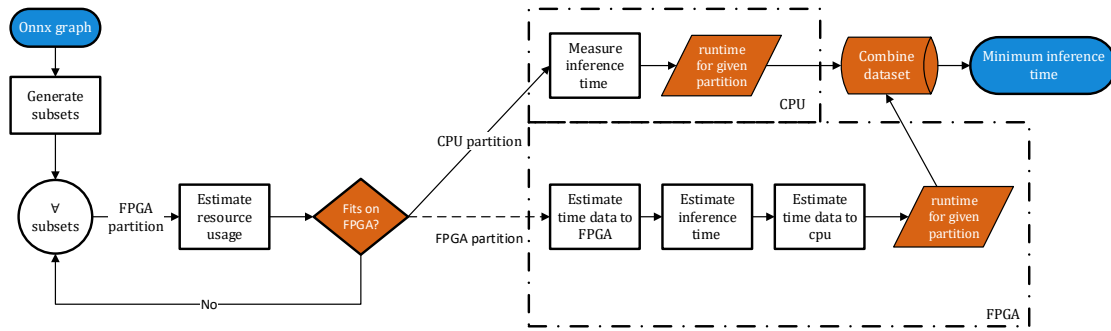 Onnx graph
Generate
subsets
∀
subsets
FPGA
partition
Estimate
resource
usage
Fits on
FPGA?
No
CPU partition
FPGA partition
Measure
inference
time
runtime
for given
partition
CPU
Combine
dataset
Minimum inference
time
Estimate
time data to
FPGA
Estimate
inference
time
Estimate
time data to
cpu
runtime
for given
partition
FPGA